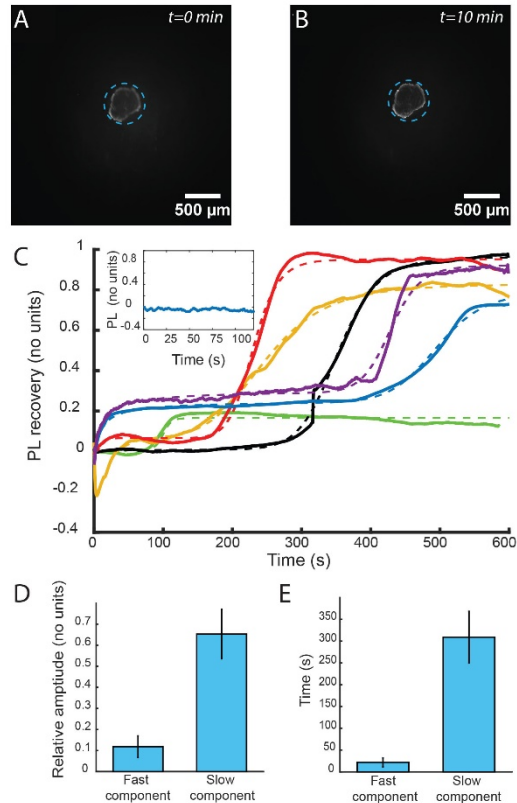 A
t=0 min
500 µm
B
t=10 min
500 µm
C
PL recovery (no units)
1
0.8
0.6
0.4
0.2
0
-0.2
-0.4
0
100
200
300
400
500
600
Time (s)
PL (no units)
0.8
0.4
0
-0.4
0
25
50
75
100
Time (s)
D
Relative amptiude (no units)
0.7
0.6
0.5
0.4
0.3
0.2
0.1
0
Fast
component
Slow
component
E
Time (s)
350
300
250
200
150
100
50
0
Fast
component
Slow
component